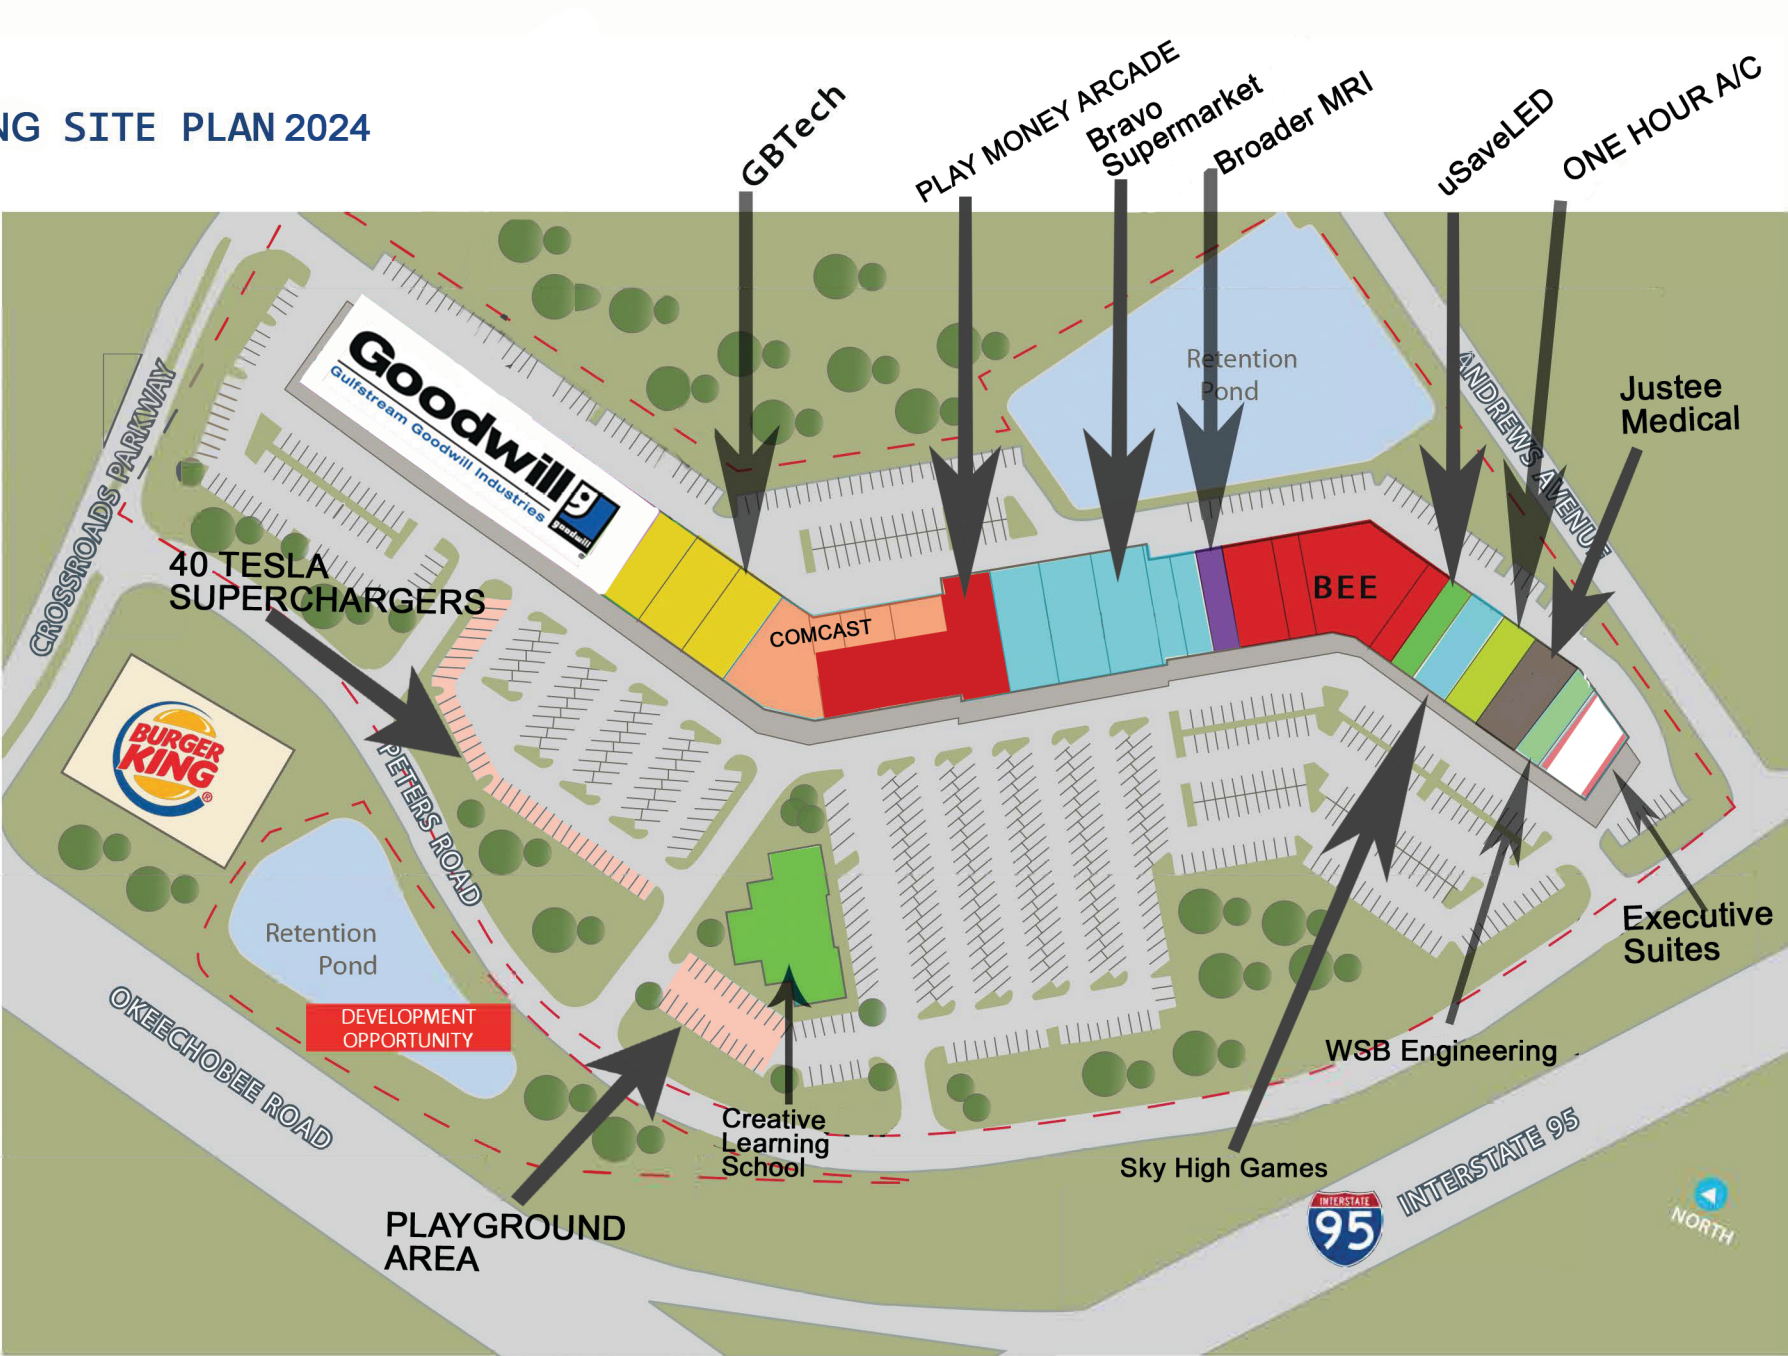 NG SITE PLAN 2024
GBTech
PLAY MONEY ARCADE
Bravo
Supermarket
Broader MRI
uSaveLED
ONE HOUR A/C
Justee
Medical
Retention
Pond
ANDREWS AVENUE
CROSSROADS PARKWAY
Goodwill
Gulfstream Goodwill Industries
g
goodwill
40 TESLA
SUPERCHARGERS
COMCAST
BEE
BURGER
KING
®
PETERS ROAD
Retention
Pond
DEVELOPMENT
OPPORTUNITY
OKEECHOBEE ROAD
Executive
Suites
WSB Engineering
Creative
Learning
School
Sky High Games
PLAYGROUND
AREA
INTERSTATE
95
INTERSTATE 95
NORTH